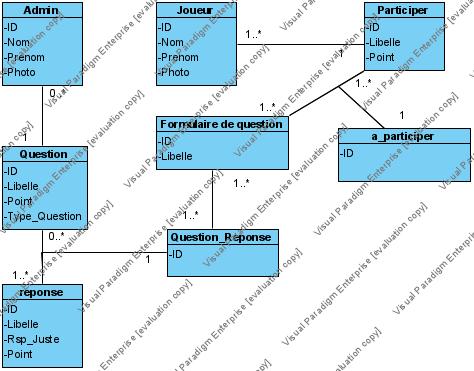 Admin
-ID
-Nom
-Prenom
-Photo
Joueur
-ID
-Nom
-Prenom
-Photo
Participer
-ID
-Libelle
-Point
1..*
*
0..
1
1..*
1..*
1
Formulaire de question
-ID
-Libelle
a_participer
-ID
Question
-ID
-Libelle
-Point
-Type_Question
1..*
1..*
0..*
1
1..*
Question_Reponse
-ID
reponse
-ID
-Libelle
-Rsp_Juste
-Point
Visual Paradigm Enterprise [evaluation copy]